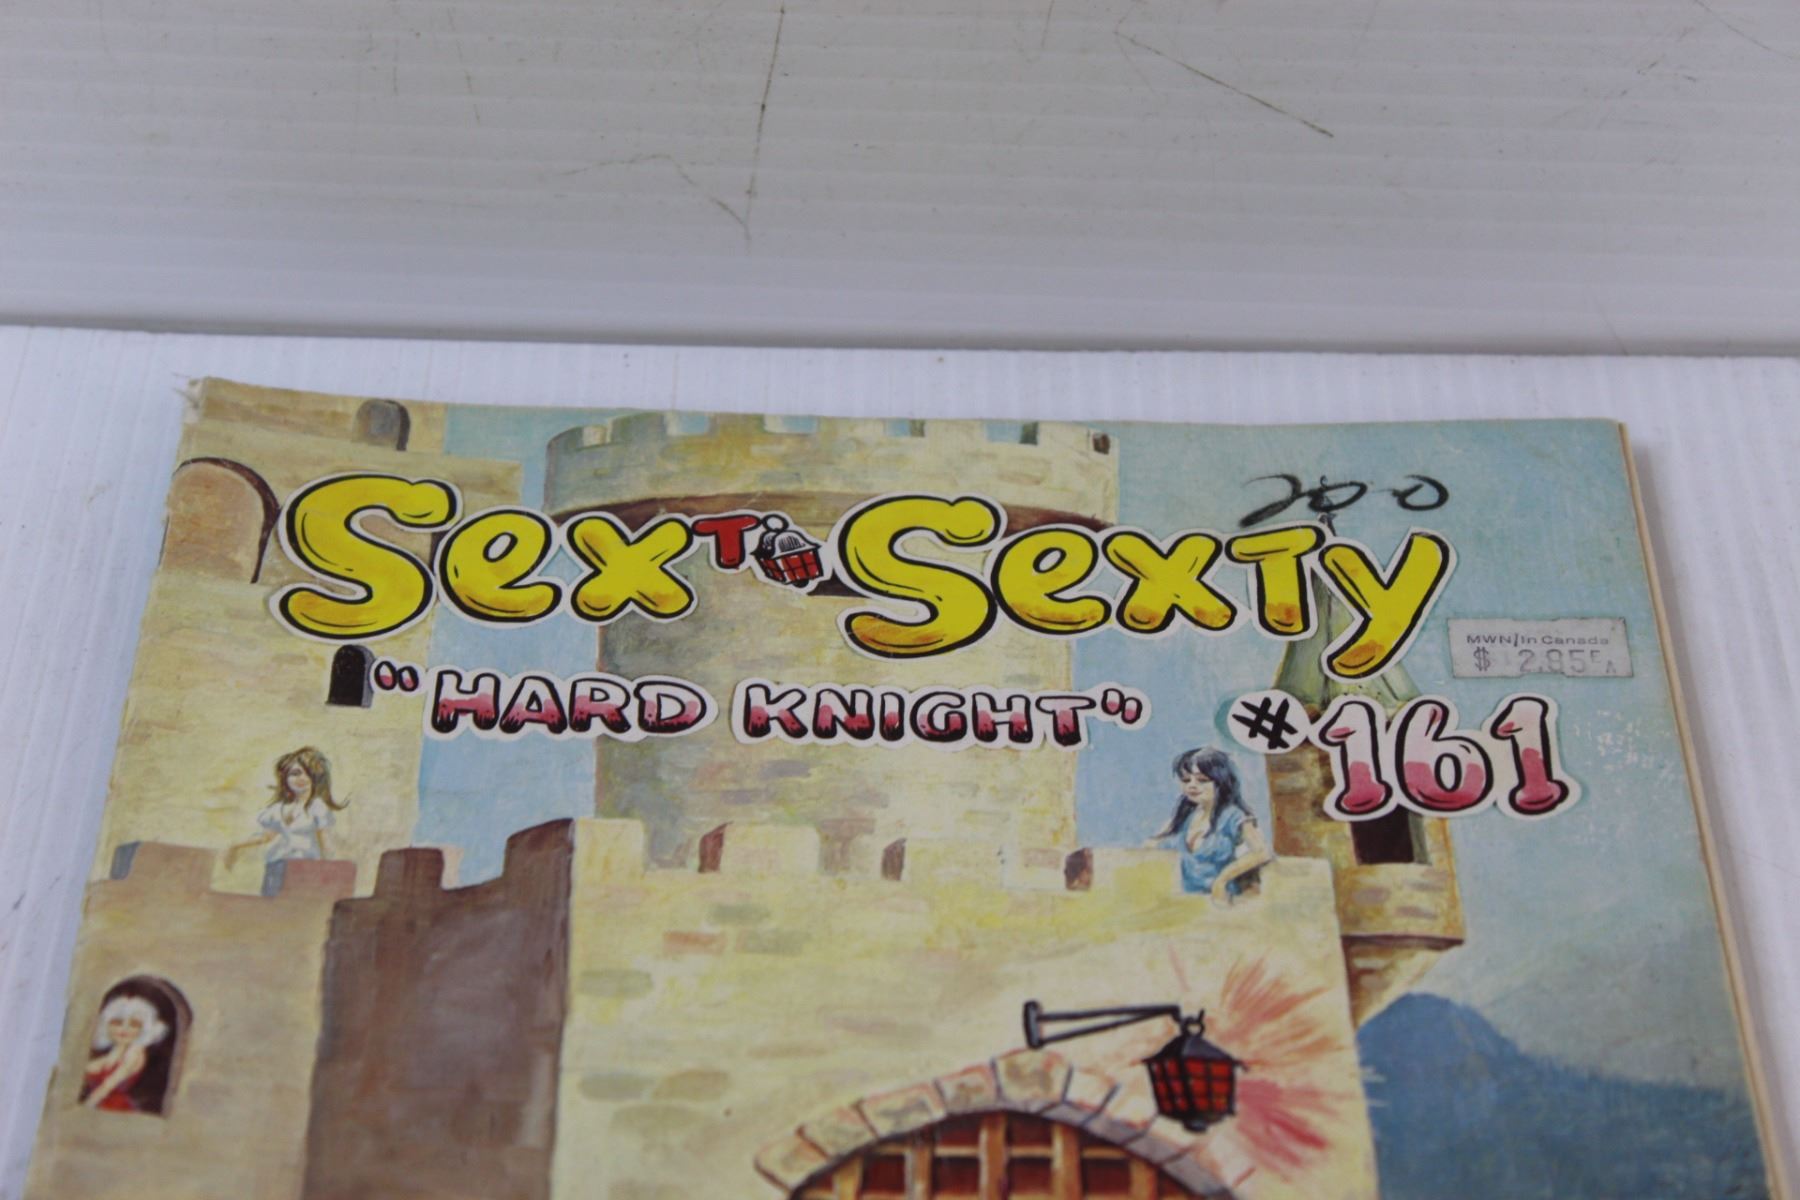 200
Sex To Sexty
MWN/In Canada
$ 2.95
"HARD KNIGHT" #161